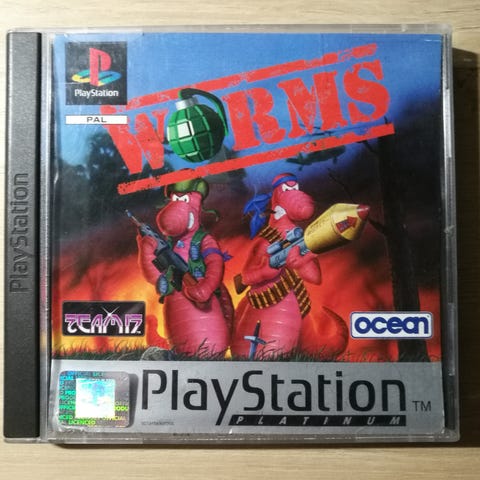 PlayStation
PlayStation
PAL
WORMS
TEAM17
ocean
PlayStation TM
PLATINUM